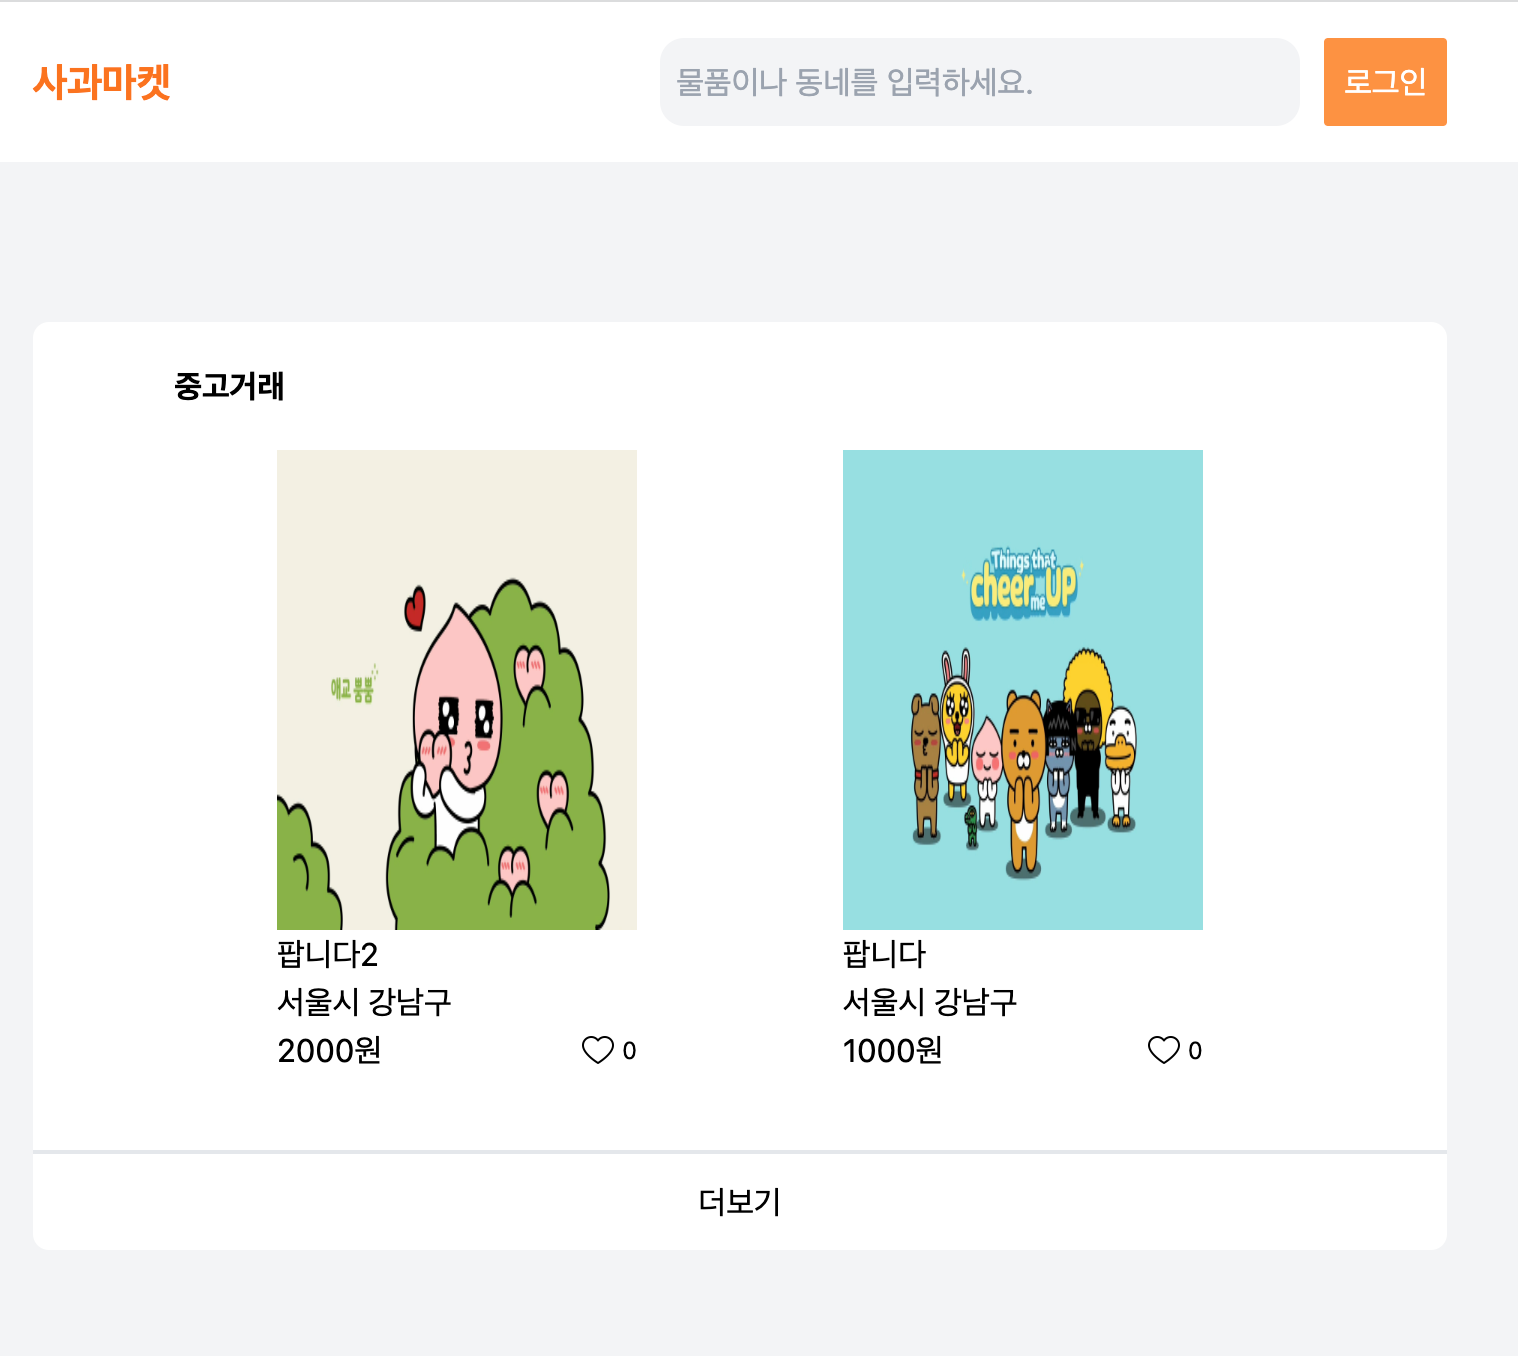 사과마켓
물품이나 동네를 입력하세요.
로그인
중고거래
애교 뿜뿜
Things that
cheer me UP
팝니다2
서울시 강남구
2000원
0
팝니다
서울시 강남구
1000원
0
더보기